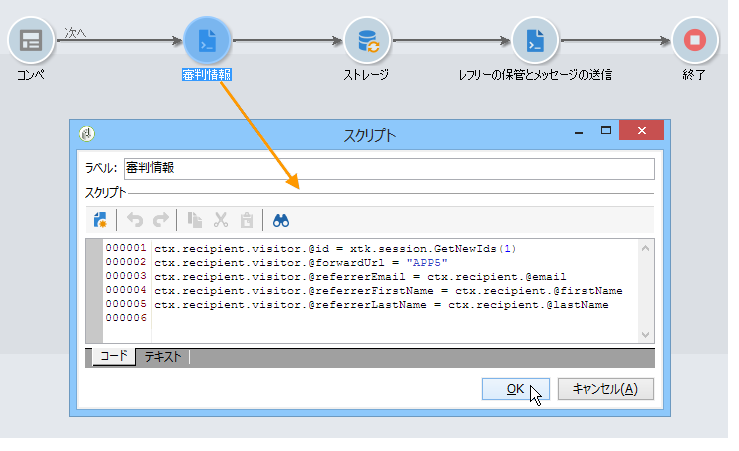 次へ
コンペ
審判情報
ストレージ
レフリーの保管とメッセージの送信
終了
スクリプト
ラベル: 審判情報
スクリプト
000001 ctx.recipient.visitor.@id = xtk.session.GetNewIds(1)
000002 ctx.recipient.visitor.@forwardUrl = "APP5"
000003 ctx.recipient.visitor.@referrerEmail = ctx.recipient.@email
000004 ctx.recipient.visitor.@referrerFirstName = ctx.recipient.@firstName
000005 ctx.recipient.visitor.@referrerLastName = ctx.recipient.@lastName
000006
コード テキスト
OK キャンセル(A)